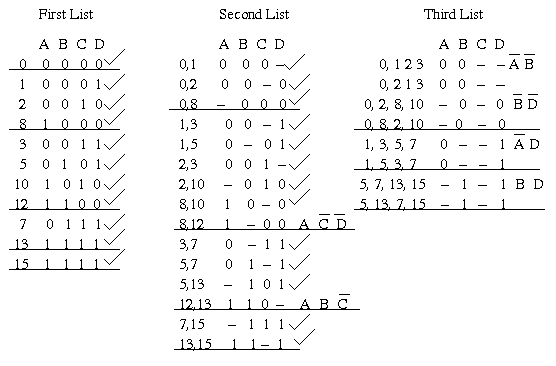 First List
A B C D
0 0 0 0 0 ✓
1 0 0 0 1 ✓
2 0 0 1 0 ✓
8 1 0 0 0 ✓
3 0 0 1 1 ✓
5 0 1 0 1 ✓
10 1 0 1 0 ✓
12 1 1 0 0 ✓
7 0 1 1 1 ✓
13 1 1 1 1 ✓
15 1 1 1 1 ✓
Second List
A B C D
0,1 0 0 0 – ✓
0,2 0 0 – 0 ✓
0,8 – 0 0 0 ✓
1,3 0 0 – 1 ✓
1,5 0 – 0 1 ✓
2,3 0 0 1 – ✓
2,10 – 0 1 0 ✓
8,10 1 0 – 0 ✓
8,12 1 – 0 0 A C̅ D̅
3,7 0 – 1 1 ✓
5,7 0 1 – 1 ✓
5,13 – 1 0 1 ✓
12,13 1 1 0 – A B C̅
7,15 – 1 1 1 ✓
13,15 1 1 – 1 ✓
Third List
A B C D
0, 1 2 3 0 0 – – A̅ B̅
0, 2 1 3 0 0 – –
0, 2, 8, 10 – 0 – 0 B̅ D̅
0, 8, 2, 10 – 0 – 0
1, 3, 5, 7 0 – – 1 A̅ D
1, 5, 3, 7 0 – – 1
5, 7, 13, 15 – 1 – 1 B D
5, 13, 7, 15 – 1 – 1